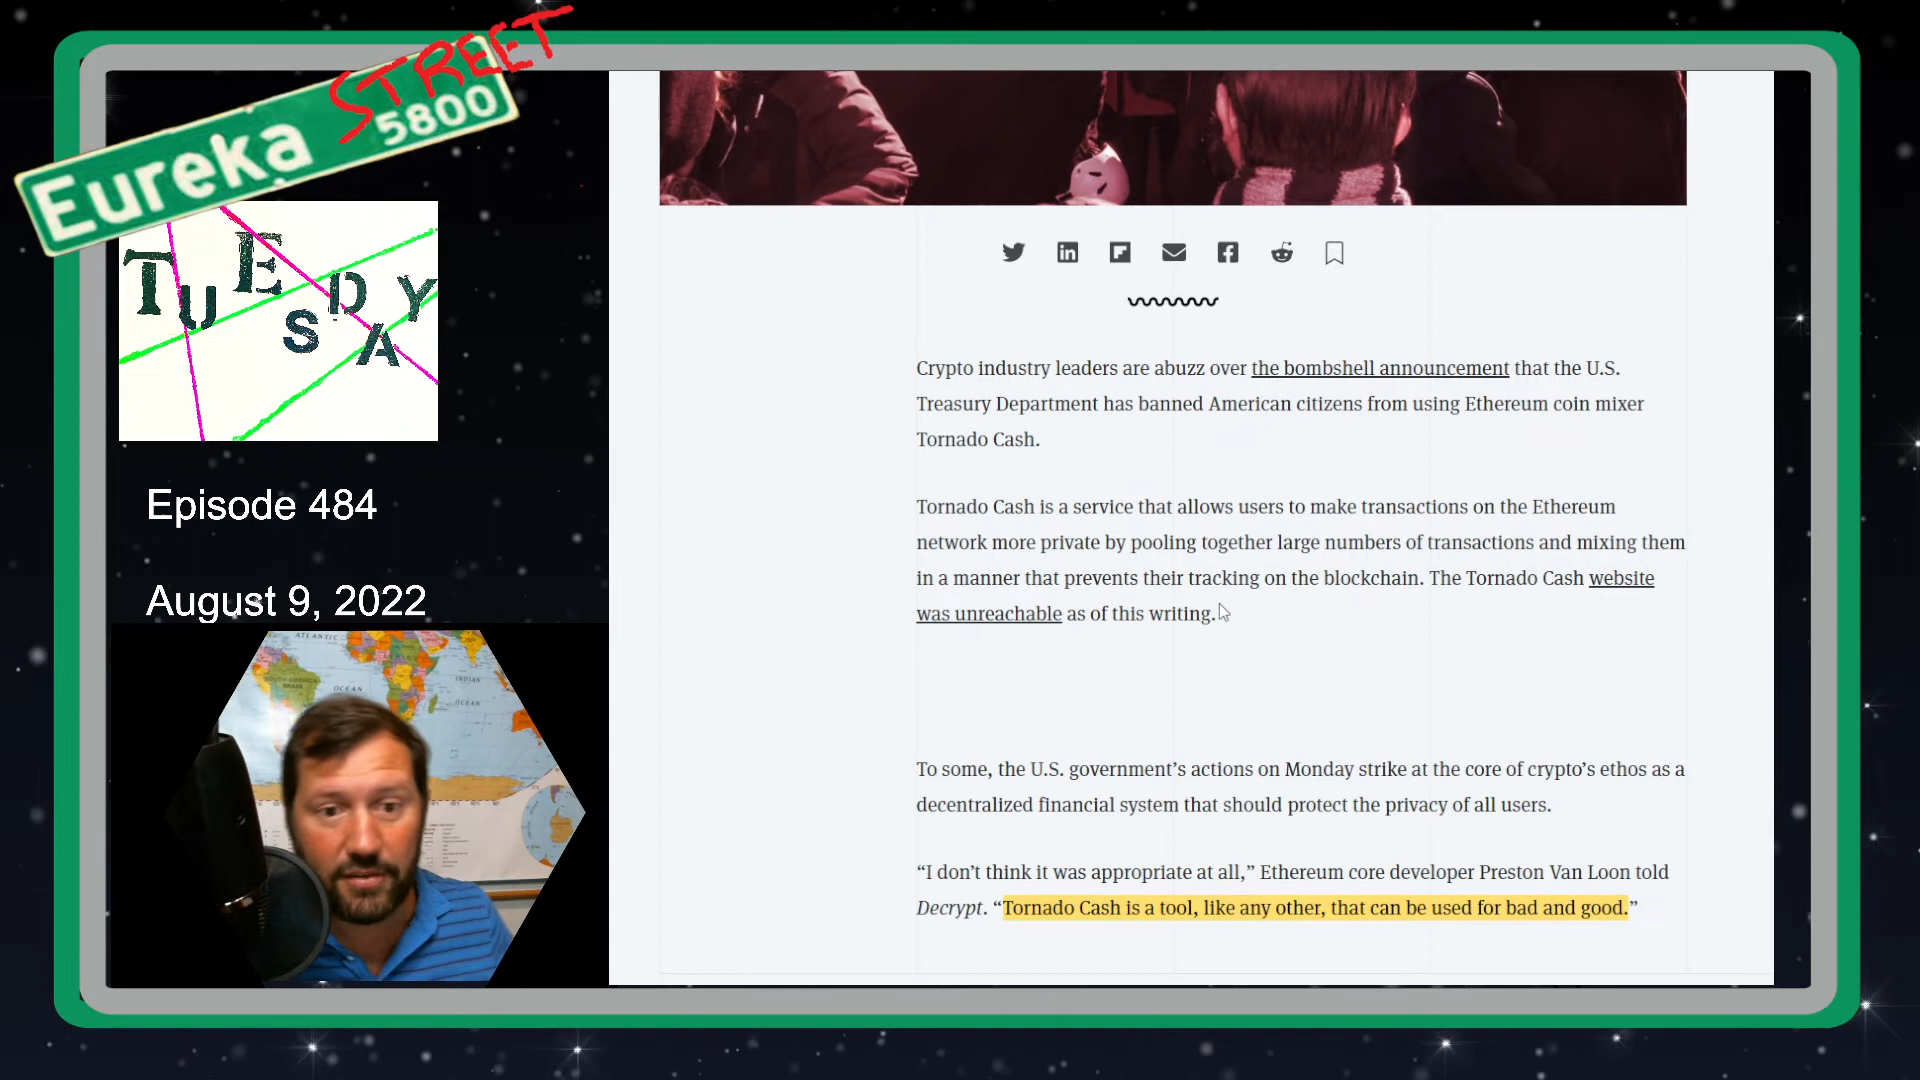 STREET
Eureka 5800
TUESDAY
Episode 484
August 9, 2022
ATLANTIC
SOUTH AMERICA
BRAZIL
OCEAN
INDIAN
OCEAN
Crypto industry leaders are abuzz over the bombshell announcement that the U.S.
Treasury Department has banned American citizens from using Ethereum coin mixer
Tornado Cash.
Tornado Cash is a service that allows users to make transactions on the Ethereum
network more private by pooling together large numbers of transactions and mixing them
in a manner that prevents their tracking on the blockchain. The Tornado Cash website
was unreachable as of this writing.
To some, the U.S. government’s actions on Monday strike at the core of crypto’s ethos as a
decentralized financial system that should protect the privacy of all users.
“I don’t think it was appropriate at all,” Ethereum core developer Preston Van Loon told
Decrypt. “Tornado Cash is a tool, like any other, that can be used for bad and good.”